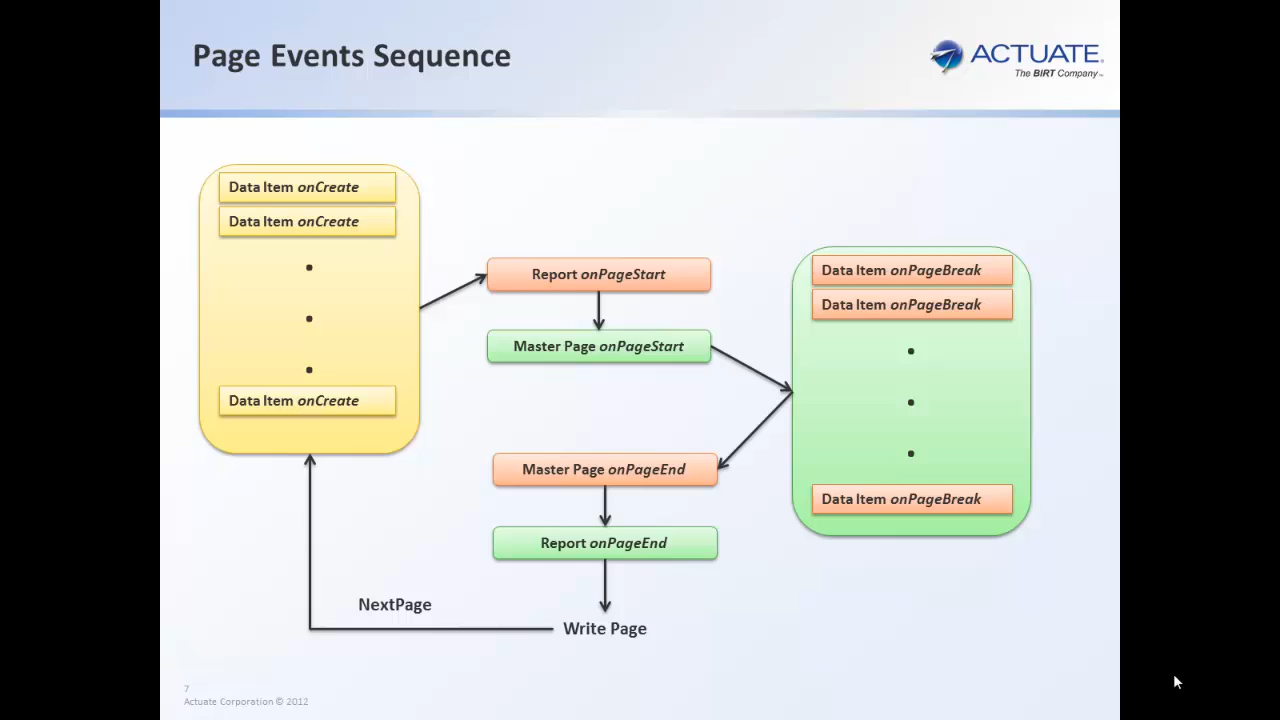 Page Events Sequence
ACTUATE.
The BIRT Company™
Data Item onCreate
Data Item onCreate
Data Item onCreate
Report onPageStart
Master Page onPageStart
Data Item onPageBreak
Data Item onPageBreak
Data Item onPageBreak
Master Page onPageEnd
Report onPageEnd
NextPage
Write Page
7
Actuate Corporation © 2012